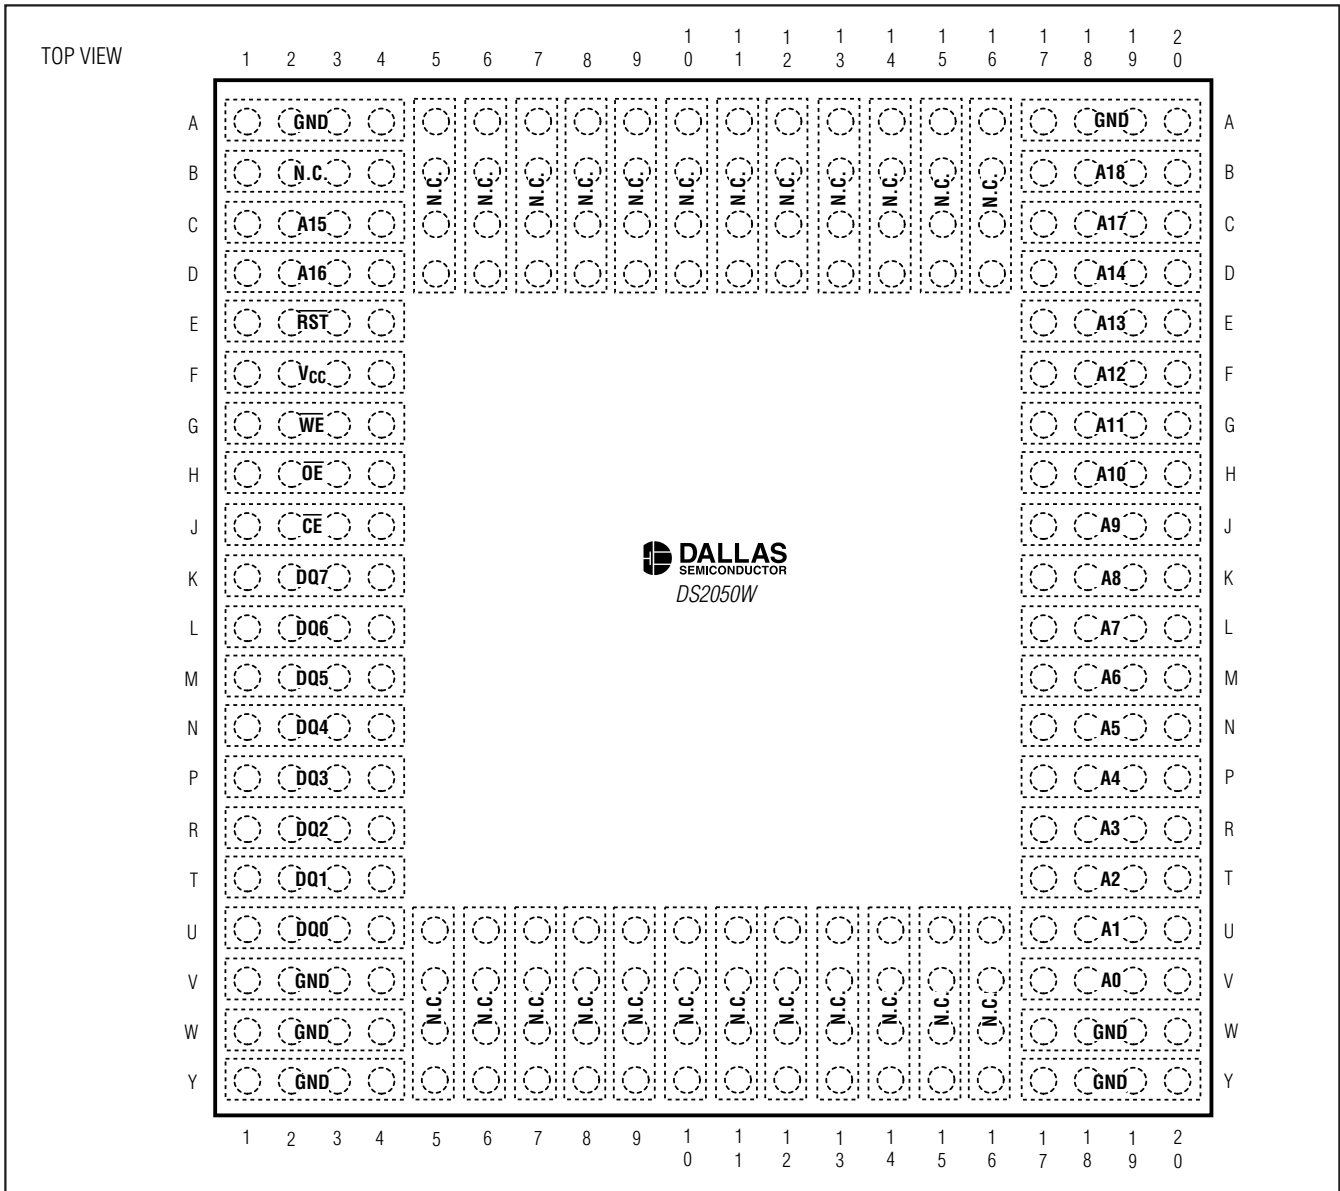 TOP VIEW 1 2 3 4 5 6 7 8 9 10 11 12 13 14 15 16 17 18 19 20
A GND GND A
B N.C. N.C. N.C. N.C. N.C. N.C. N.C. N.C. N.C. N.C. N.C. N.C. N.C. A18 B
C A15 A17 C
D A16 A14 D
E RST A13 E
F VCC A12 F
G WE A11 G
H OE A10 H
J CE A9 J
DALLAS
SEMICONDUCTOR
K DQ7 A8 K
DS2050W
L DQ6 A7 L
M DQ5 A6 M
N DQ4 A5 N
P DQ3 A4 P
R DQ2 A3 R
T DQ1 A2 T
U DQ0 A1 U
V GND A0 V
N.C. N.C. N.C. N.C. N.C. N.C. N.C. N.C. N.C. N.C. N.C. N.C.
W GND GND W
Y GND GND Y
1 2 3 4 5 6 7 8 9 10 11 12 13 14 15 16 17 18 19 20